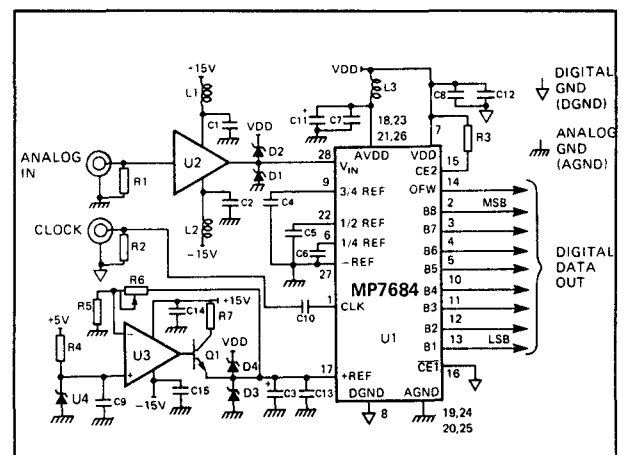 +15V
VDD
DIGITAL
GND
(DGND)
L1
L3
C8
C12
C11
+
C7
C1
VDD
18,23
21,26
7
R3
ANALOG
GND
(AGND)
ANALOG
IN
U2
D2
D1
28
AVDD
VDD
15
VIN
CE2
R1
9
3/4 REF
OFW
14
C2
C4
B8
2
MSB
CLOCK
22
1/2 REF
B7
3
L2
C5
6
1/4 REF
B6
4
R2
-15V
C6
27
-REF
B5
5
DIGITAL
DATA
OUT
R6
+15V
MP7684
B4
10
R5
1
CLK
B3
11
C14
R7
C10
U1
B2
12
+5V
-
VDD
B1
13
LSB
R4
U3
Q1
D4
CE1
16
+
17
+REF
U4
C9
C15
D3
+
C3
C13
DGND
AGND
-15V
8
19,24
20,25